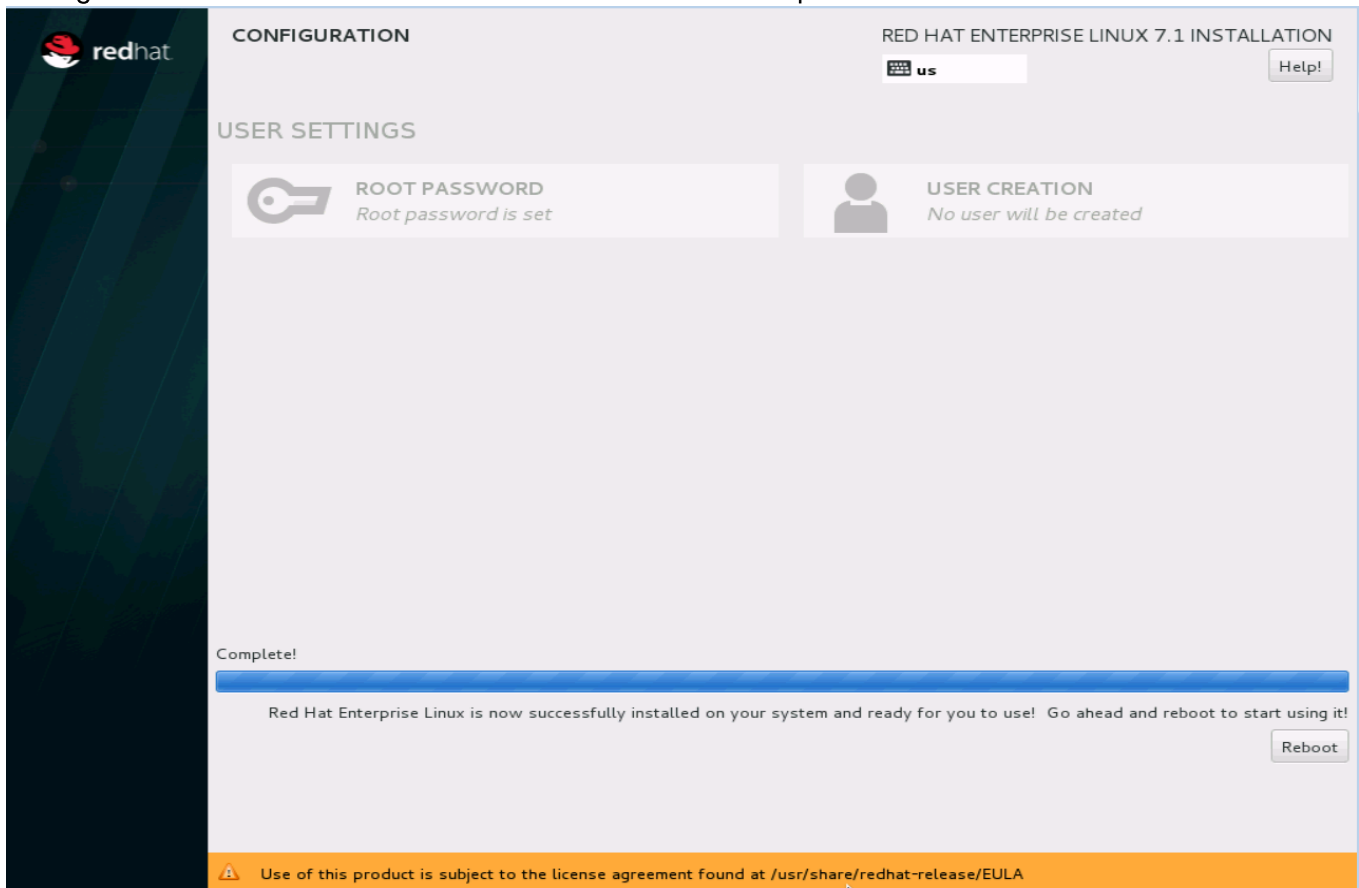 redhat.
CONFIGURATION
RED HAT ENTERPRISE LINUX 7.1 INSTALLATION
us
Help!
USER SETTINGS
ROOT PASSWORD
Root password is set
USER CREATION
No user will be created
Complete!
Red Hat Enterprise Linux is now successfully installed on your system and ready for you to use! Go ahead and reboot to start using it!
Reboot
Use of this product is subject to the license agreement found at /usr/share/redhat-release/EULA